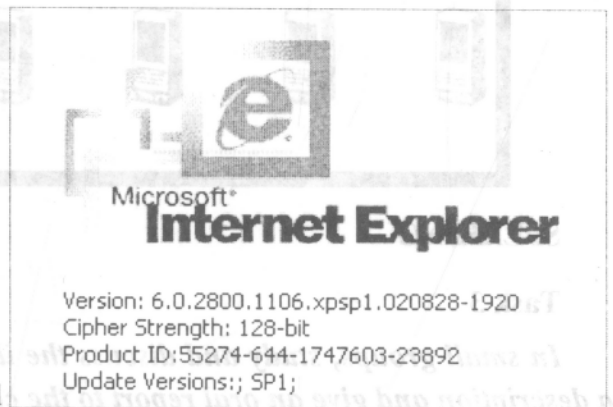 Microsoft®
Internet Explorer
Version: 6.0.2800.1106.xpsp1.020828-1920
Cipher Strength: 128-bit
Product ID:55274-644-1747603-23892
Update Versions:; SP1;